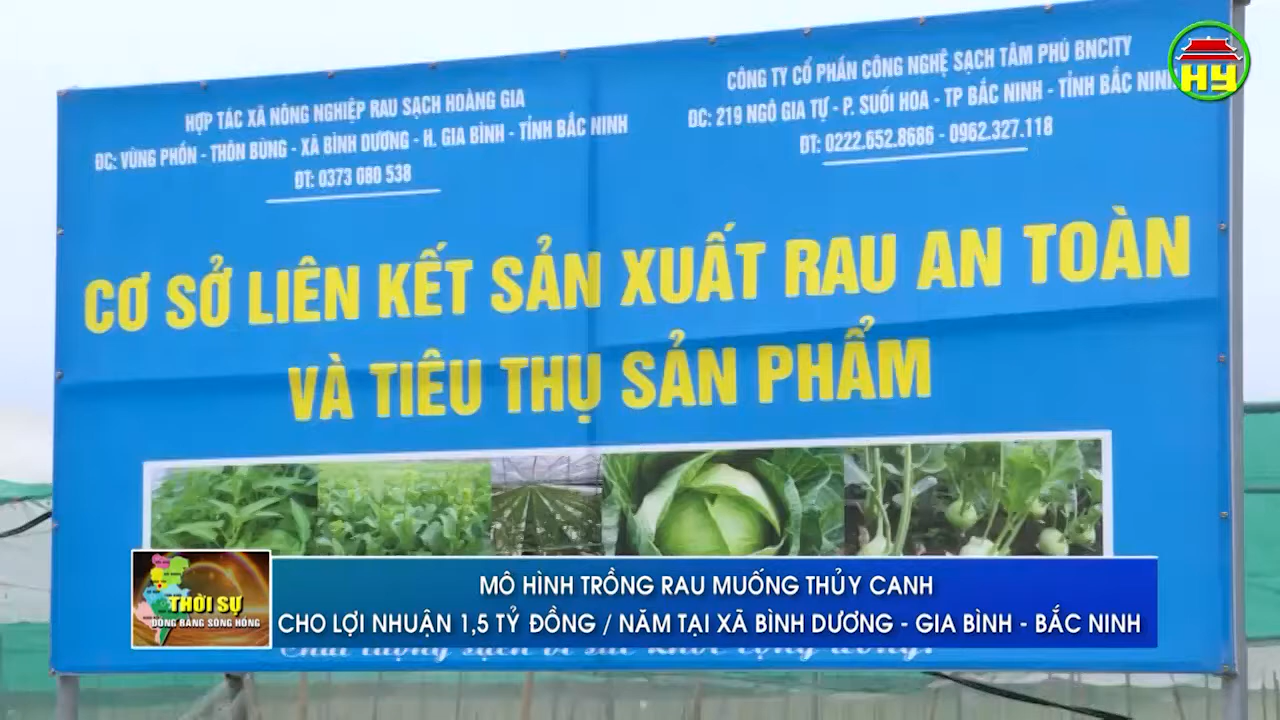 HỢP TÁC XÃ NÔNG NGHIỆP RAU SẠCH HOÀNG GIA
ĐC: VÙNG PHỒN - THÔN BÙNG - XÃ BÌNH DƯƠNG - H. GIA BÌNH - TỈNH BẮC NINH
ĐT: 0373 080 538
CÔNG TY CỔ PHẦN CÔNG NGHỆ SẠCH TÂM PHÚ BNCITY
ĐC: 219 NGÔ GIA TỰ - P. SUỐI HOA - TP BẮC NINH - TỈNH BẮC NINH
ĐT: 0222.652.8686 - 0962.327.118
HY
CƠ SỞ LIÊN KẾT SẢN XUẤT RAU AN TOÀN
VÀ TIÊU THỤ SẢN PHẨM
THỜI SỰ
ĐỒNG BẰNG SÔNG HỒNG
MÔ HÌNH TRỒNG RAU MUỐNG THỦY CANH
CHO LỢI NHUẬN 1,5 TỶ ĐỒNG / NĂM TẠI XÃ BÌNH DƯƠNG - GIA BÌNH - BẮC NINH